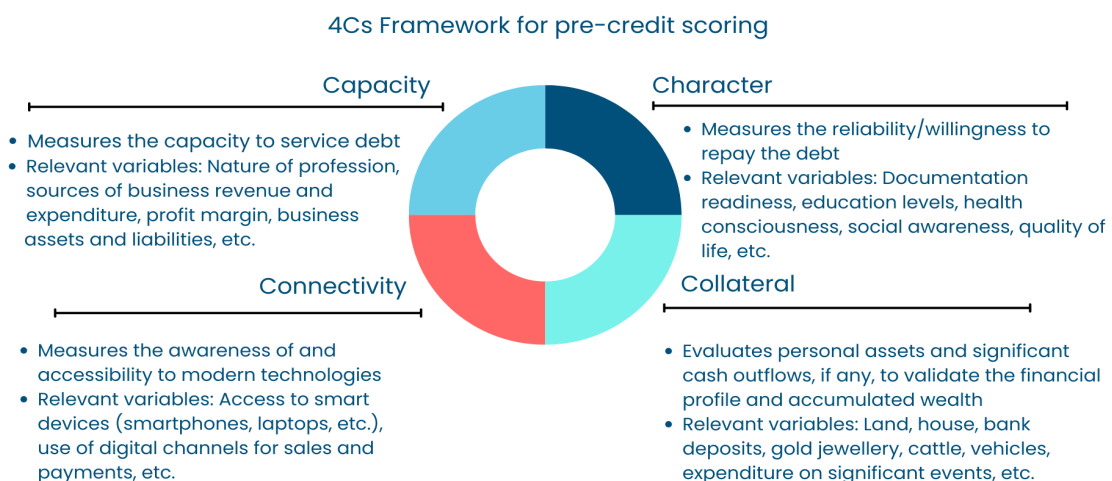 4Cs Framework for pre-credit scoring
Capacity
• Measures the capacity to service debt
• Relevant variables: Nature of profession,
sources of business revenue and
expenditure, profit margin, business
assets and liabilities, etc.
Character
• Measures the reliability/willingness to
repay the debt
• Relevant variables: Documentation
readiness, education levels, health
consciousness, social awareness, quality of
life, etc.
Connectivity
• Measures the awareness of and
accessibility to modern technologies
• Relevant variables: Access to smart
devices (smartphones, laptops, etc.),
use of digital channels for sales and
payments, etc.
Collateral
• Evaluates personal assets and significant
cash outflows, if any, to validate the financial
profile and accumulated wealth
• Relevant variables: Land, house, bank
deposits, gold jewellery, cattle, vehicles,
expenditure on significant events, etc.